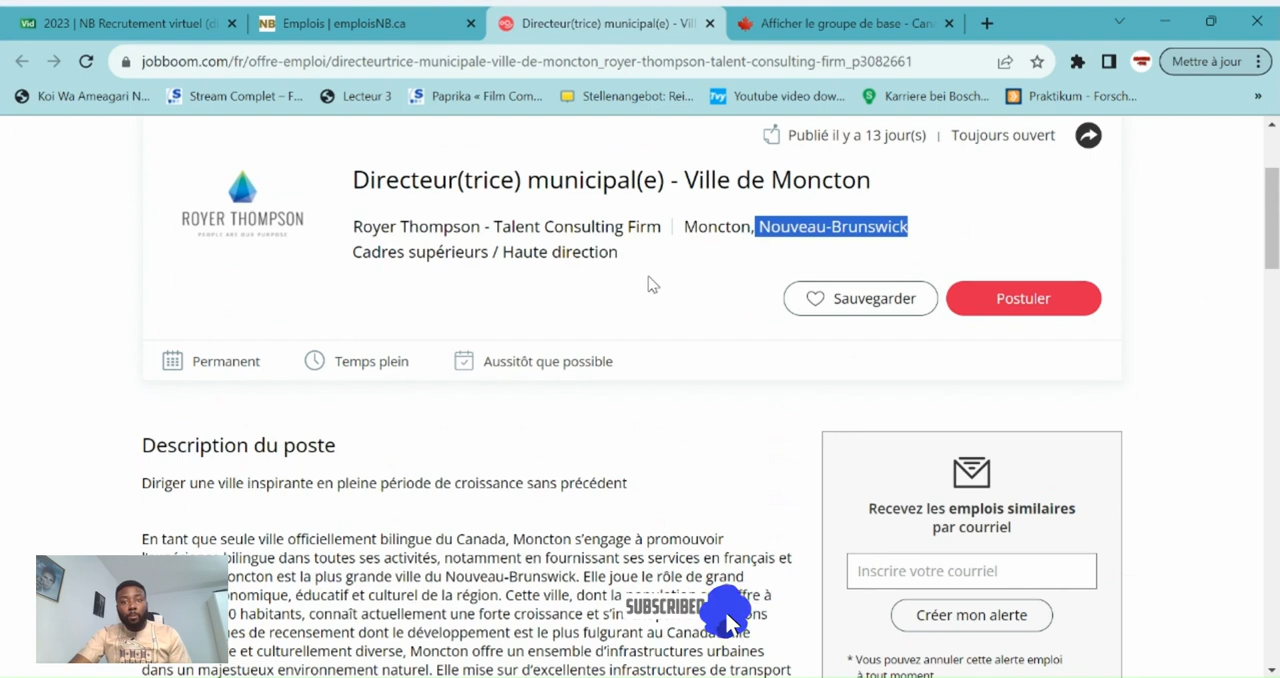 Vid 2023 | NB Recrutement virtuel (d
NB Emplois | emploisNB.ca
Directeur(trice) municipal(e) - Vil
Afficher le groupe de base - Can
jobboom.com/fr/offre-emploi/directeurtrice-municipale-ville-de-moncton_royer-thompson-talent-consulting-firm_p3082661
Mettre à jour
Koi Wa Ameagari N...
Stream Complet – F...
Lecteur 3
Paprika « Film Com...
Stellenangebot: Rei...
Youtube video dow...
Karriere bei Bosch...
Praktikum - Forsch...
»
Publié il y a 13 jour(s) | Toujours ouvert
ROYER THOMPSON
PEOPLE ARE OUR PURPOSE
Directeur(trice) municipal(e) - Ville de Moncton
Royer Thompson - Talent Consulting Firm | Moncton, Nouveau-Brunswick
Cadres supérieurs / Haute direction
Sauvegarder
Postuler
Permanent
Temps plein
Aussitôt que possible
Description du poste
Diriger une ville inspirante en pleine période de croissance sans précédent
En tant que seule ville officiellement bilingue du Canada, Moncton s'engage à promouvoir
bilingue dans toutes ses activités, notamment en fournissant ses services en français et
oncton est la plus grande ville du Nouveau-Brunswick. Elle joue le rôle de grand
nomique, éducatif et culturel de la région. Cette ville, dont la
0 habitants, connaît actuellement une forte croissance et s'in
nes de recensement dont le développement est le plus fulgurant au Canada.
e et culturellement diverse, Moncton offre un ensemble d'infrastructures urbaines
dans un majestueux environnement naturel. Elle mise sur d'excellentes infrastructures de transport
SUBSCRIBED
Recevez les emplois similaires
par courriel
Inscrire votre courriel
Créer mon alerte
* Vous pouvez annuler cette alerte emploi
à tout moment